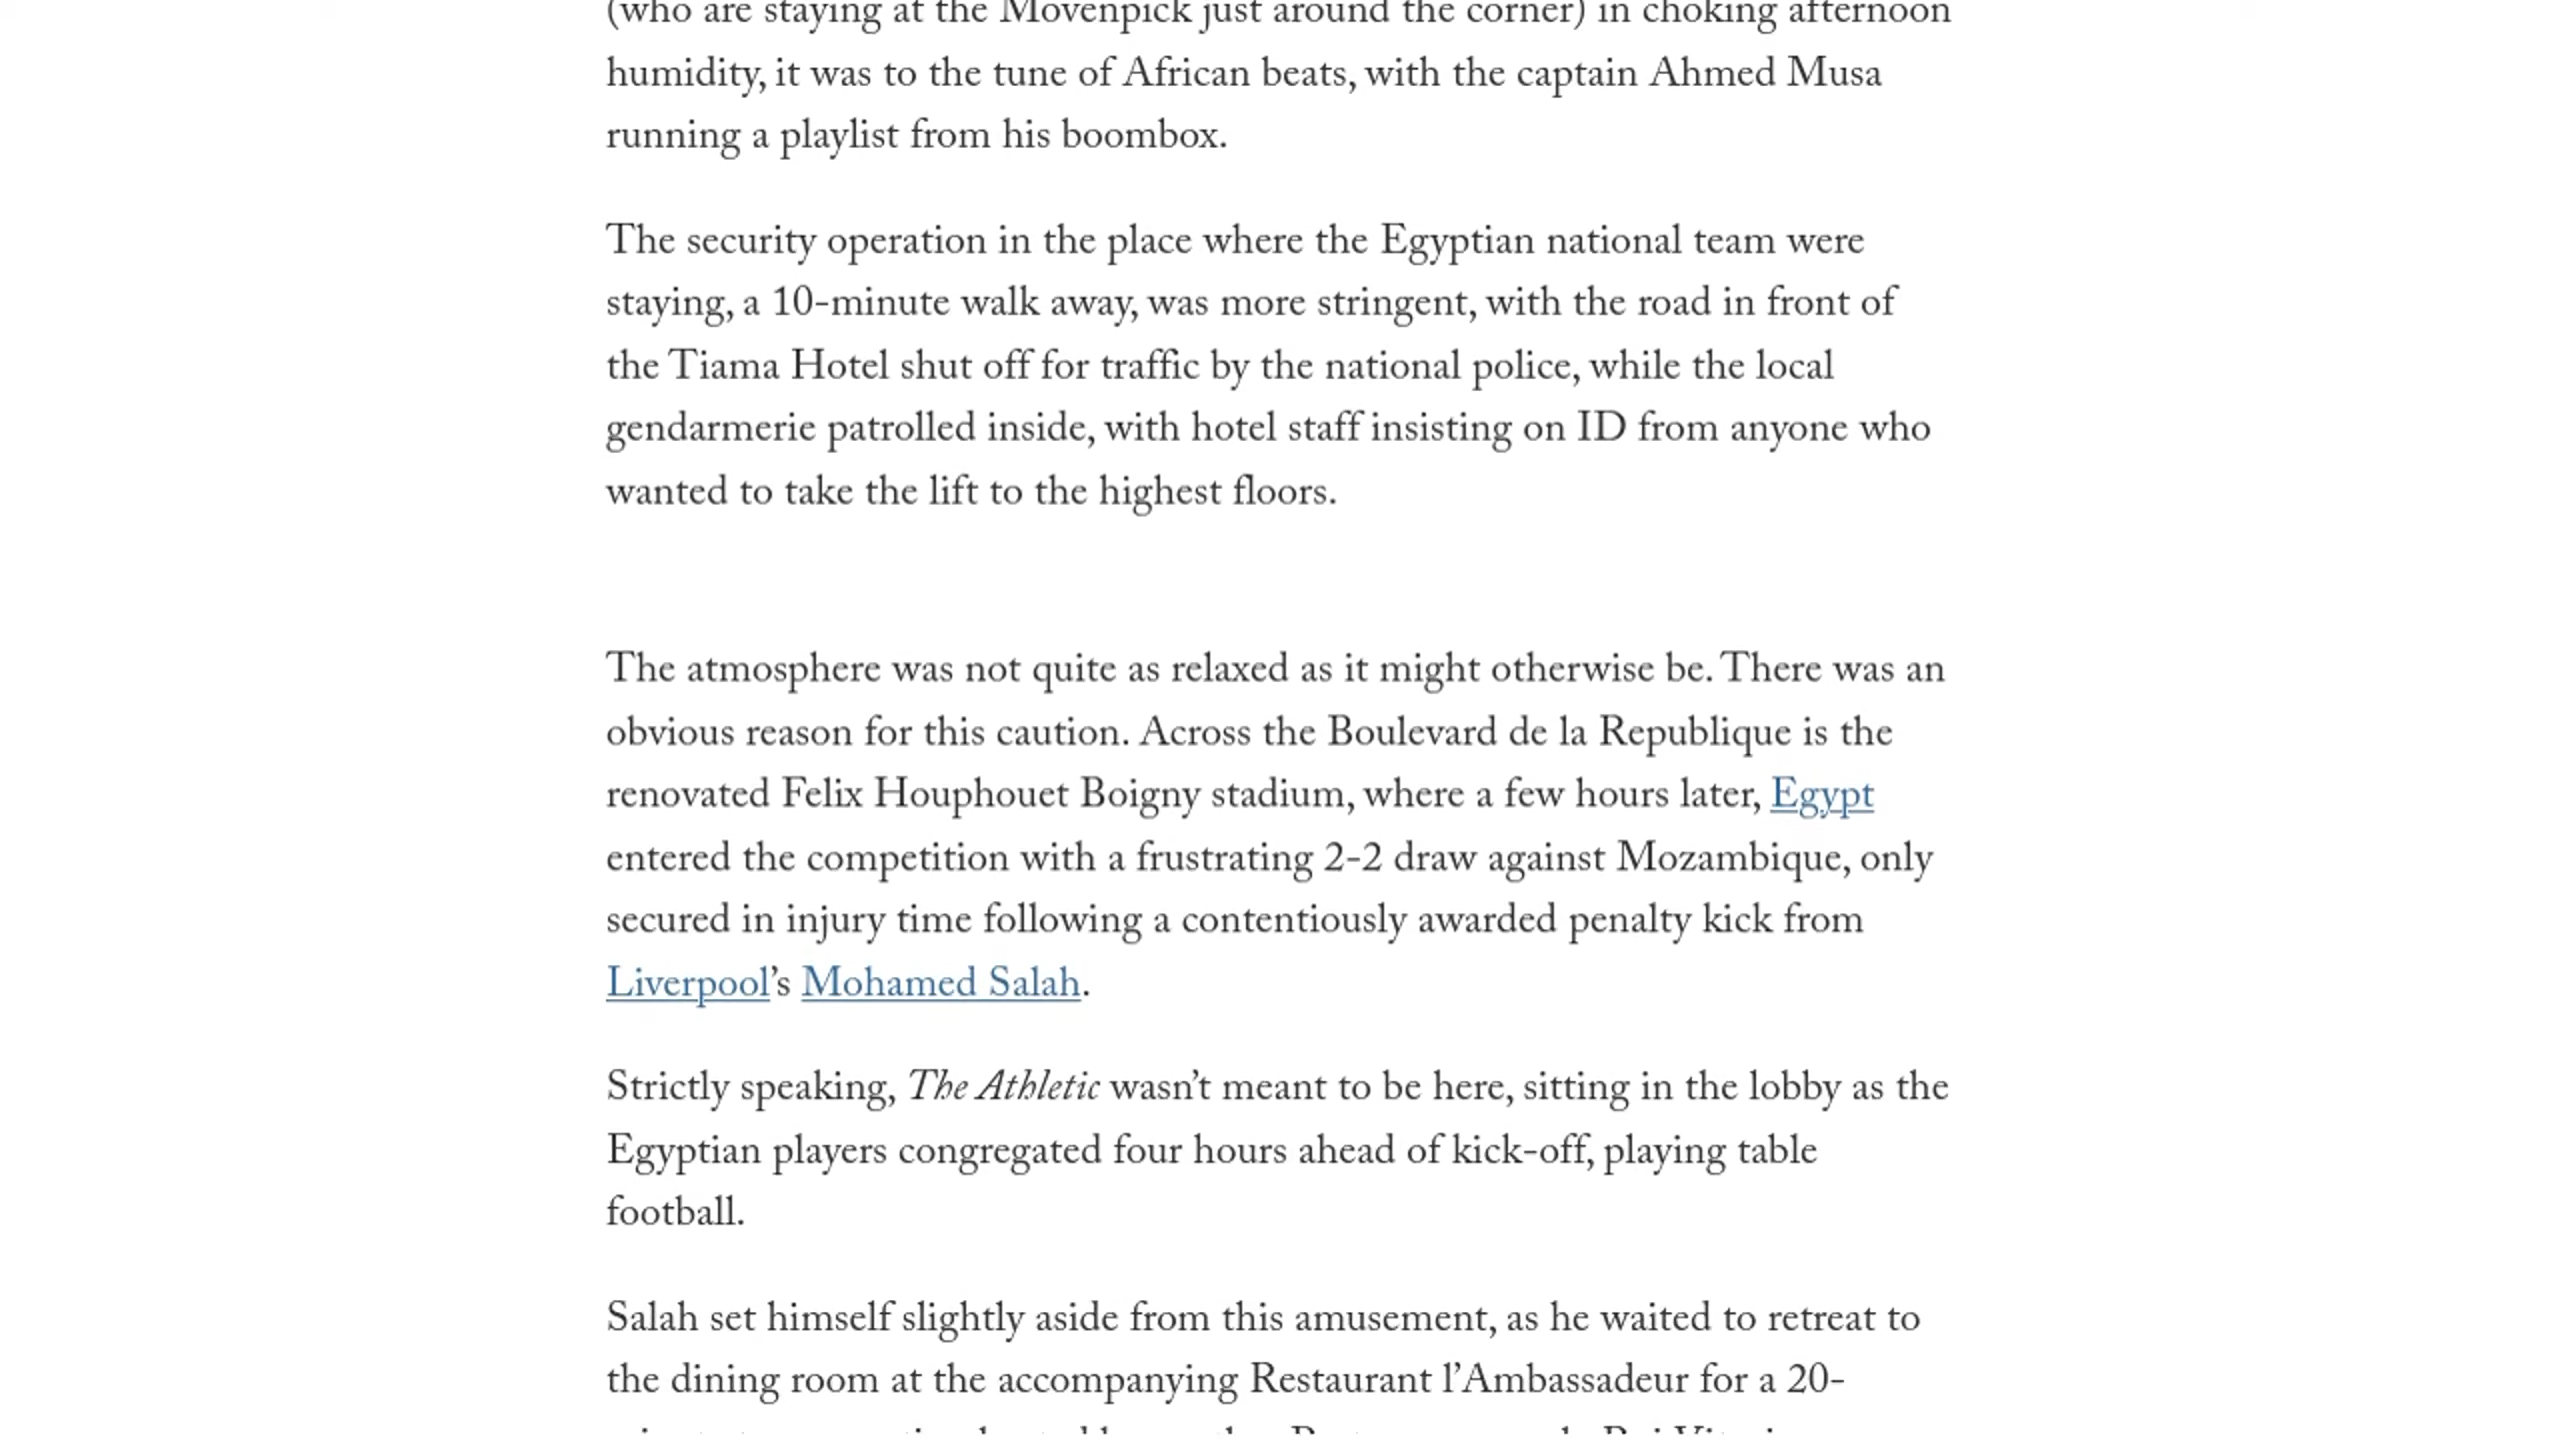 (who are staying at the Movenpick just around the corner) in choking afternoon
humidity, it was to the tune of African beats, with the captain Ahmed Musa
running a playlist from his boombox.
The security operation in the place where the Egyptian national team were
staying, a 10-minute walk away, was more stringent, with the road in front of
the Tiama Hotel shut off for traffic by the national police, while the local
gendarmerie patrolled inside, with hotel staff insisting on ID from anyone who
wanted to take the lift to the highest floors.
The atmosphere was not quite as relaxed as it might otherwise be. There was an
obvious reason for this caution. Across the Boulevard de la Republique is the
renovated Felix Houphouet Boigny stadium, where a few hours later, Egypt
entered the competition with a frustrating 2-2 draw against Mozambique, only
secured in injury time following a contentiously awarded penalty kick from
Liverpool’s Mohamed Salah.
Strictly speaking, The Athletic wasn’t meant to be here, sitting in the lobby as the
Egyptian players congregated four hours ahead of kick-off, playing table
football.
Salah set himself slightly aside from this amusement, as he waited to retreat to
the dining room at the accompanying Restaurant l’Ambassadeur for a 20-